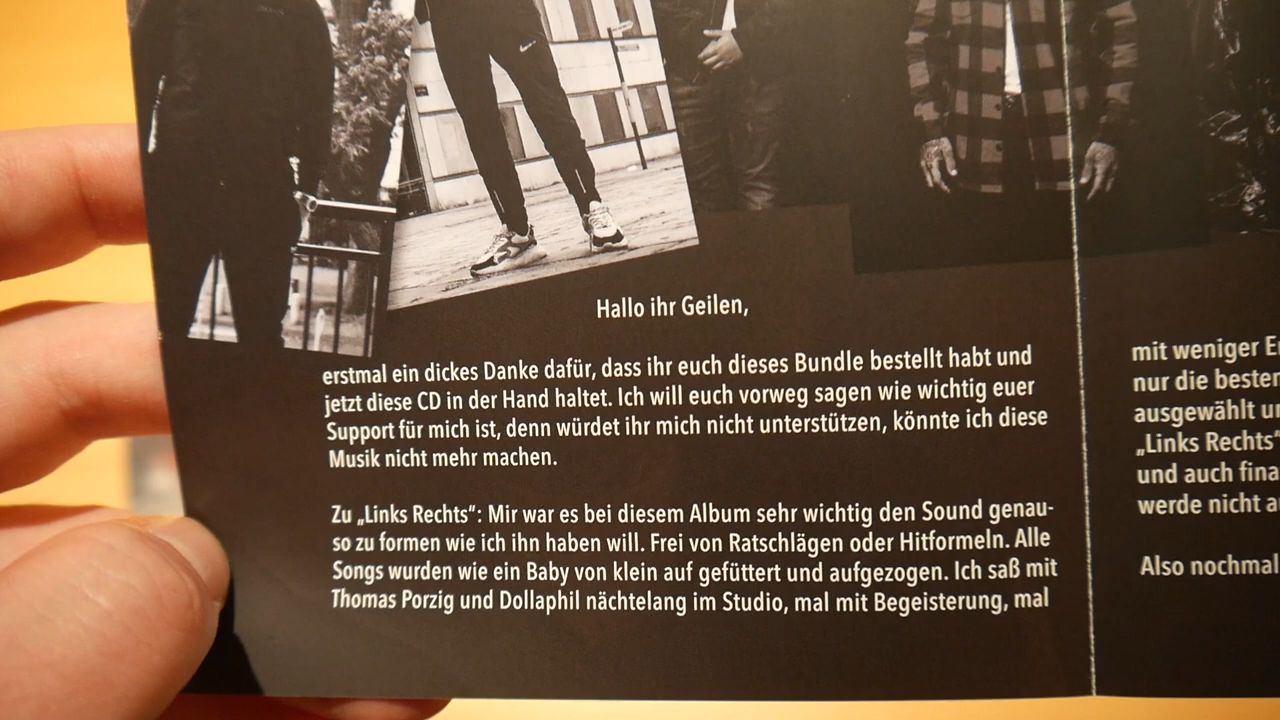 Hallo ihr Geilen,
erstmal ein dickes Danke dafür, dass ihr euch dieses Bundle bestellt habt und
jetzt diese CD in der Hand haltet. Ich will euch vorweg sagen wie wichtig euer
Support für mich ist, denn würdet ihr mich nicht unterstützen, könnte ich diese
Musik nicht mehr machen.
Zu „Links Rechts“: Mir war es bei diesem Album sehr wichtig den Sound genau-
so zu formen wie ich ihn haben will. Frei von Ratschlägen oder Hitformeln. Alle
Songs wurden wie ein Baby von klein auf gefüttert und aufgezogen. Ich saß mit
Thomas Porzig und Dollaphil nächtelang im Studio, mal mit Begeisterung, mal
mit weniger
nur die besten
ausgewählt
„Links Rechts“
und auch
werde nicht
Also nochmal